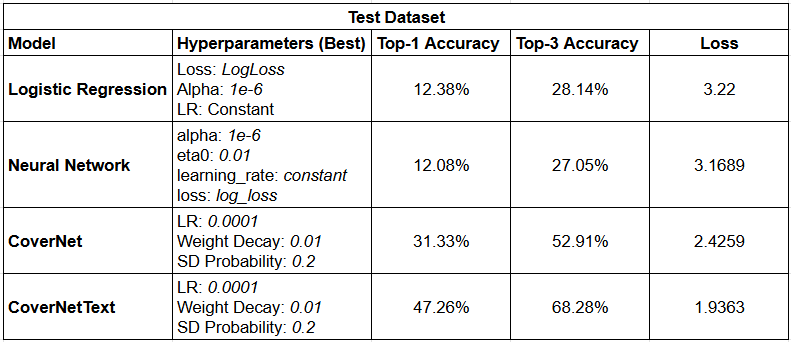 Test Dataset
Model Hyperparameters (Best) Top-1 Accuracy Top-3 Accuracy Loss
Logistic Regression
Loss: LogLoss
Alpha: 1e-6
LR: Constant
12.38% 28.14% 3.22
Neural Network
alpha: 1e-6
eta0: 0.01
learning_rate: constant
loss: log_loss
12.08% 27.05% 3.1689
CoverNet
LR: 0.0001
Weight Decay: 0.01
SD Probability: 0.2
31.33% 52.91% 2.4259
CoverNetText
LR: 0.0001
Weight Decay: 0.01
SD Probability: 0.2
47.26% 68.28% 1.9363